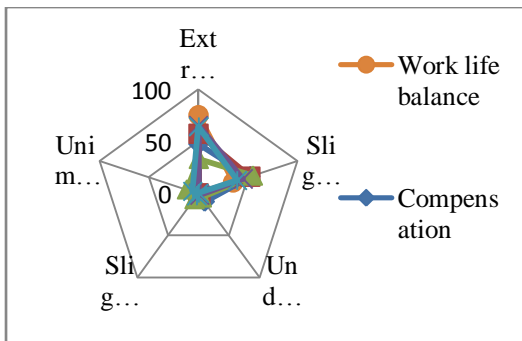 Ext
r…
100
50
0
Sli
g…
Un
d…
Sli
g…
Uni
m…
Work life
balance
Compens
ation